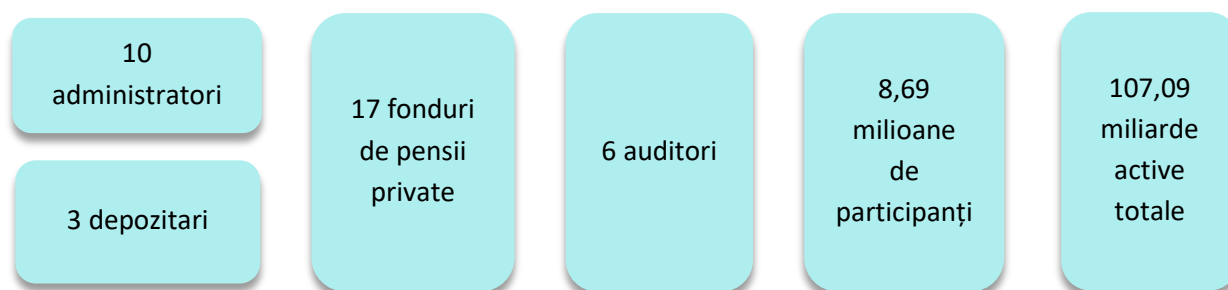 10
administratori
3 depozitari
17 fonduri
de pensii
private
6 auditori
8,69
milioane
de
participanți
107,09
miliarde
active
totale